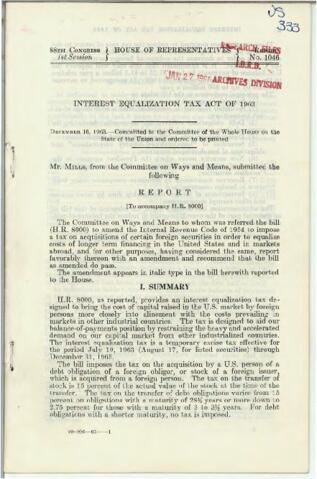 JS
333
88TH CONGRESS
1st Session
HOUSE OF REPRESENTATIVES
No. 1046
RESEARCH FILES
I.B.R.D.
JAN 27 ARCHIVES DIVISION
INTEREST EQUALIZATION TAX ACT OF 1963
DECEMBER 16, 1963.—Committed to the Committee of the Whole House on the
State of the Union and ordered to be printed
Mr. MILLS, from the Committee on Ways and Means, submitted the
following
REPORT
[To accompany H.R. 8000]
The Committee on Ways and Means to whom was referred the bill
(H.R. 8000) to amend the Internal Revenue Code of 1954 to impose
a tax on acquisitions of certain foreign securities in order to equalize
costs of longer term financing in the United States and in markets
abroad, and for other purposes, having considered the same, report
favorably thereon with an amendment and recommend that the bill
as amended do pass.
The amendment appears in italic type in the bill herewith reported
to the House.
I. SUMMARY
H.R. 8000, as reported, provides an interest equalization tax de-
signed to bring the cost of capital raised in the U.S. market by foreign
persons more closely into alinement with the costs prevailing in
markets in other industrial countries. The tax is designed to aid our
balance-of-payments position by restraining the heavy and accelerated
demand on our capital market from other industrialized countries.
The interest equalization tax is a temporary excise tax effective for
the period July 19, 1963 (August 17, for listed securities) through
December 31, 1965.
The bill imposes the tax on the acquisition by a U.S. person of a
debt obligation of a foreign obligor, or stock of a foreign issuer,
which is acquired from a foreign person. The tax on the transfer of
stock is 15 percent of the actual value of the stock at the time of the
transfer. The tax on the transfer of debt obligations varies from 15
percent on obligations with a maturity of 28½ years or more down to
2.75 percent for those with a maturity of 3 to 3½ years. For debt
obligations with a shorter maturity, no tax is imposed.